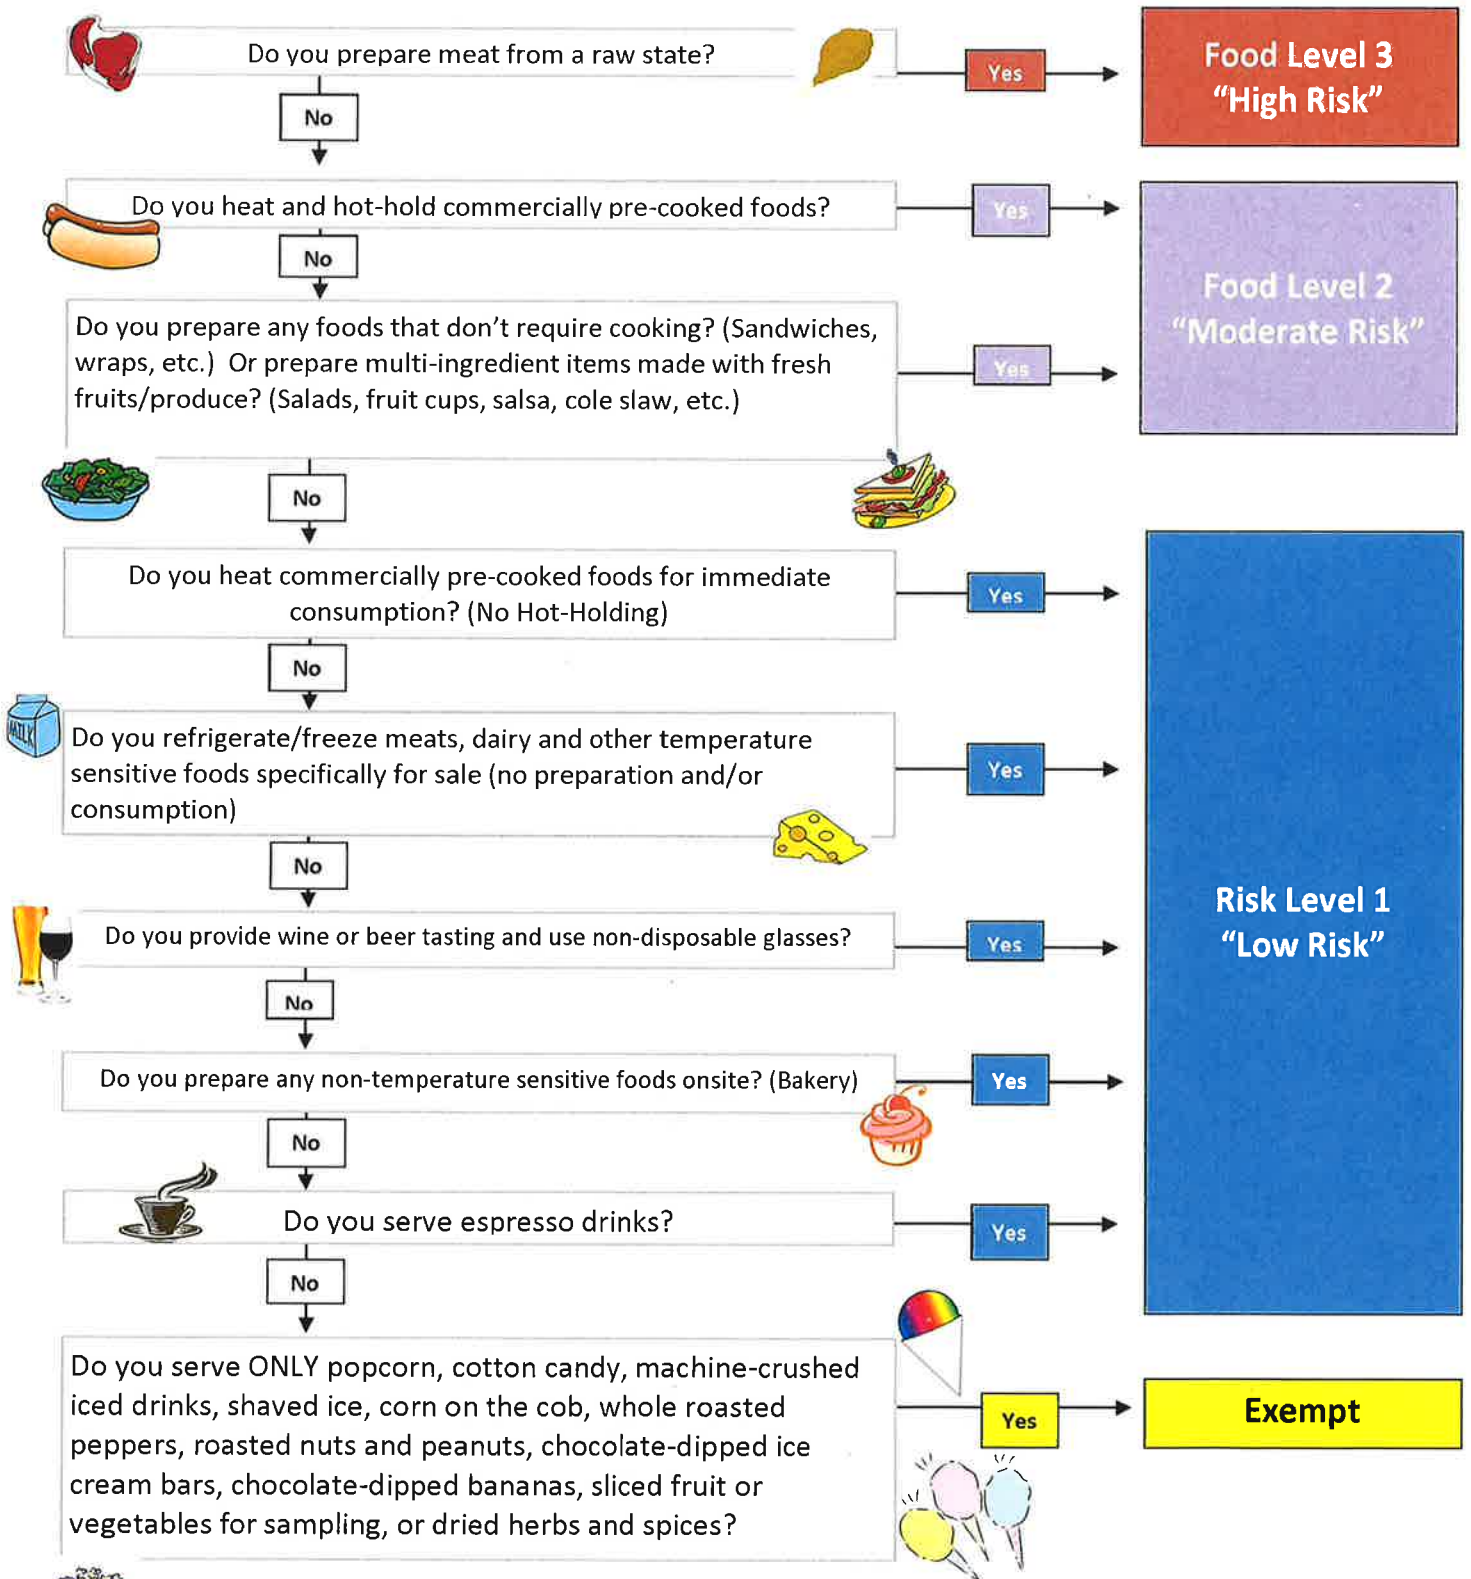 Do you prepare meat from a raw state?
Yes
Food Level 3
“High Risk”
No
Do you heat and hot-hold commercially pre-cooked foods?
Yes
Food Level 2
“Moderate Risk”
No
Do you prepare any foods that don’t require cooking? (Sandwiches,
wraps, etc.) Or prepare multi-ingredient items made with fresh
fruits/produce? (Salads, fruit cups, salsa, cole slaw, etc.)
Yes
No
Do you heat commercially pre-cooked foods for immediate
consumption? (No Hot-Holding)
Yes
Risk Level 1
“Low Risk”
No
MILK
Do you refrigerate/freeze meats, dairy and other temperature
sensitive foods specifically for sale (no preparation and/or
consumption)
Yes
No
Do you provide wine or beer tasting and use non-disposable glasses?
Yes
No
Do you prepare any non-temperature sensitive foods onsite? (Bakery)
Yes
No
Do you serve espresso drinks?
Yes
No
Do you serve ONLY popcorn, cotton candy, machine-crushed
iced drinks, shaved ice, corn on the cob, whole roasted
peppers, roasted nuts and peanuts, chocolate-dipped ice
cream bars, chocolate-dipped bananas, sliced fruit or
vegetables for sampling, or dried herbs and spices?
Yes
Exempt